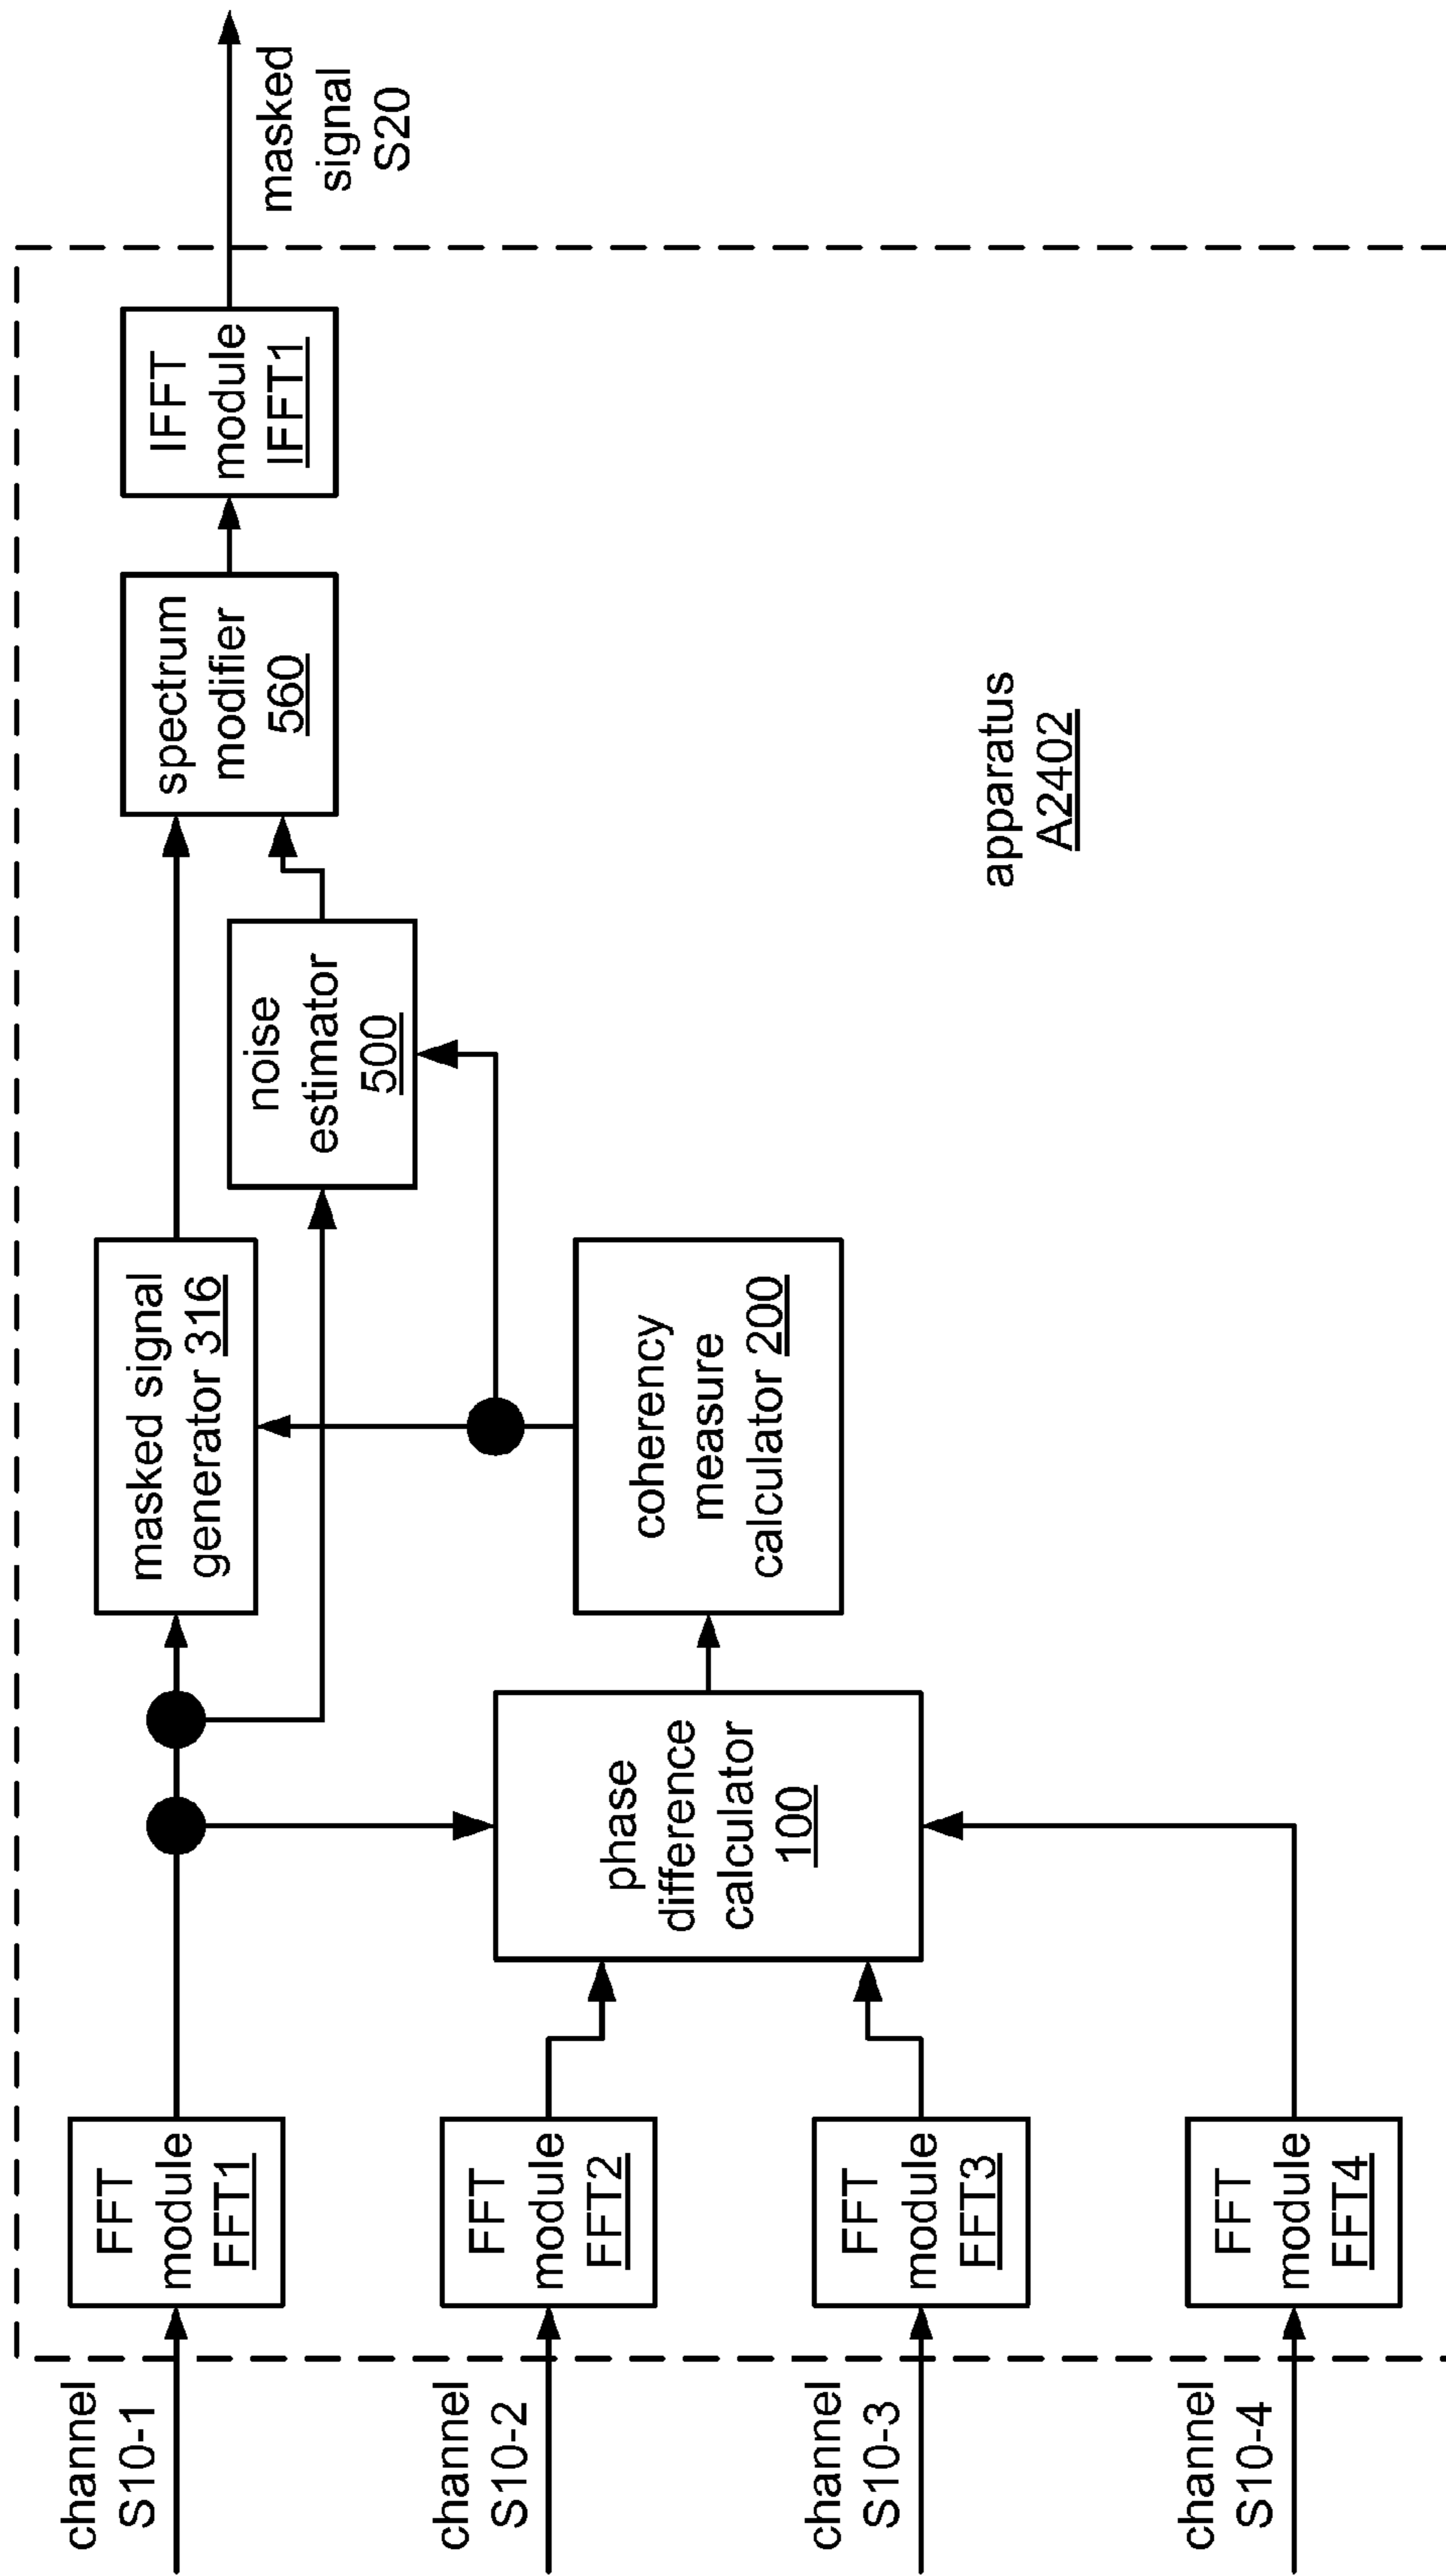 channel
S10-1
FFT
module
FFT1
masked signal
generator 316
spectrum
modifier
560
IFFT
module
IFFT1
masked
signal
S20
noise
estimator
500
channel
S10-2
FFT
module
FFT2
phase
difference
calculator
100
coherency
measure
calculator 200
channel
S10-3
FFT
module
FFT3
apparatus
A2402
channel
S10-4
FFT
module
FFT4